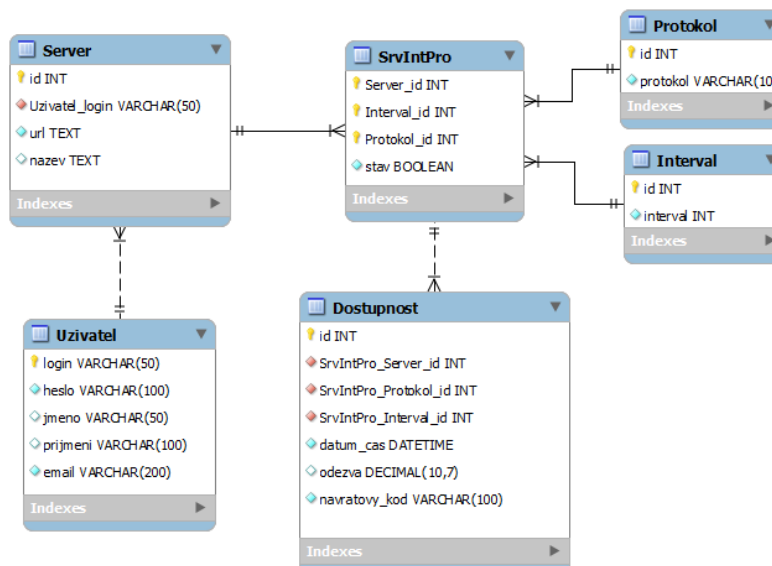 Server
id INT
Uzivatel_login VARCHAR(50)
url TEXT
nazev TEXT
Indexes
SrvIntPro
Server_id INT
Interval_id INT
Protokol_id INT
stav BOOLEAN
Indexes
Protokol
id INT
protokol VARCHAR(10
Indexes
Interval
id INT
interval INT
Indexes
Uzivatel
login VARCHAR(50)
heslo VARCHAR(100)
jmeno VARCHAR(50)
prijmeni VARCHAR(100)
email VARCHAR(200)
Indexes
Dostupnost
id INT
SrvIntPro_Server_id INT
SrvIntPro_Protokol_id INT
SrvIntPro_Interval_id INT
datum_cas DATETIME
odezva DECIMAL(10,7)
navratovy_kod VARCHAR(100)
Indexes